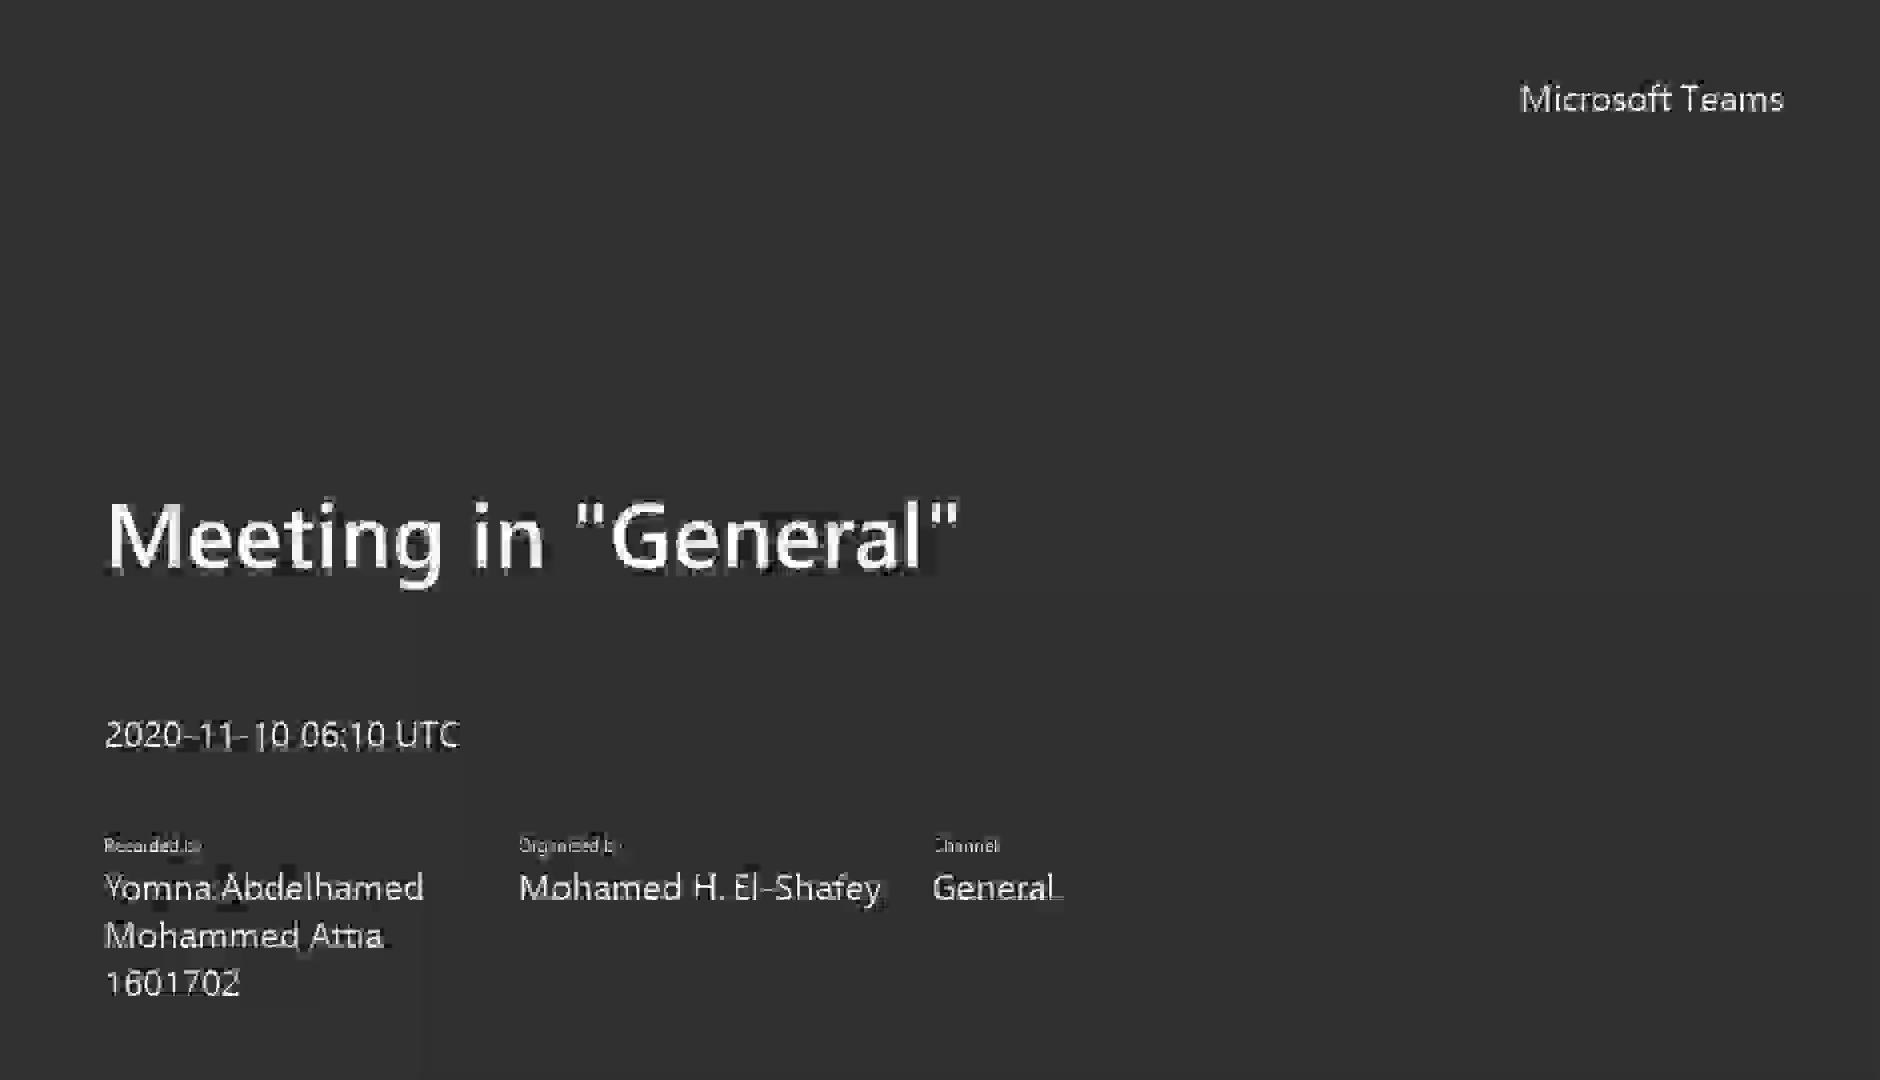 Microsoft Teams
Meeting in "General"
2020-11-10 06:10 UTC
Recorded by
Organized by
Channel
Yomna Abdelhamed
Mohammed Attia
1601702
Mohamed H. El-Shafey
General